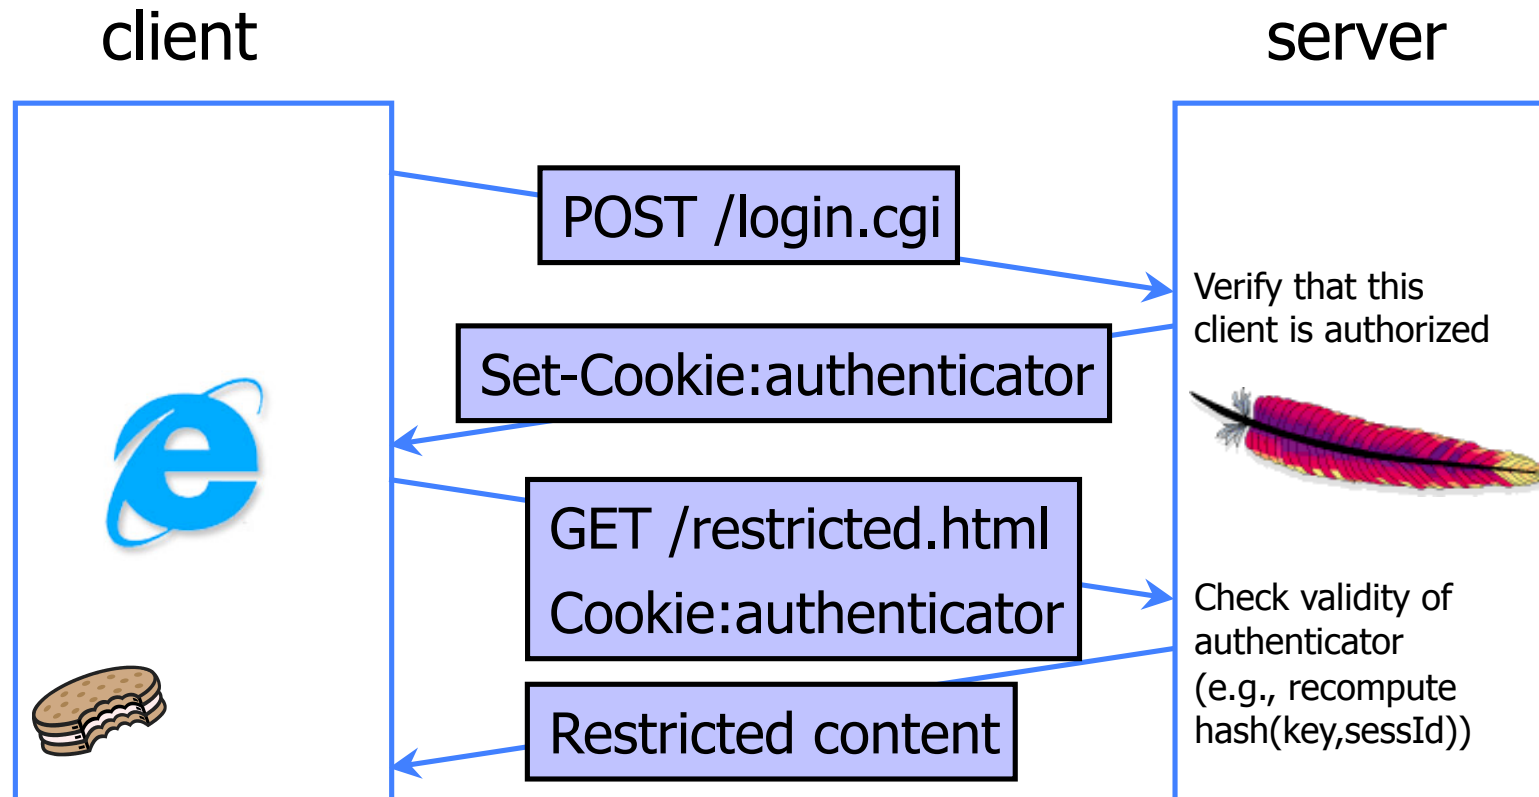 client
server
POST /login.cgi
Verify that this
client is authorized
Set-Cookie:authenticator
GET /restricted.html
Cookie:authenticator
Check validity of
authenticator
(e.g., recompute
hash(key,sessId))
Restricted content